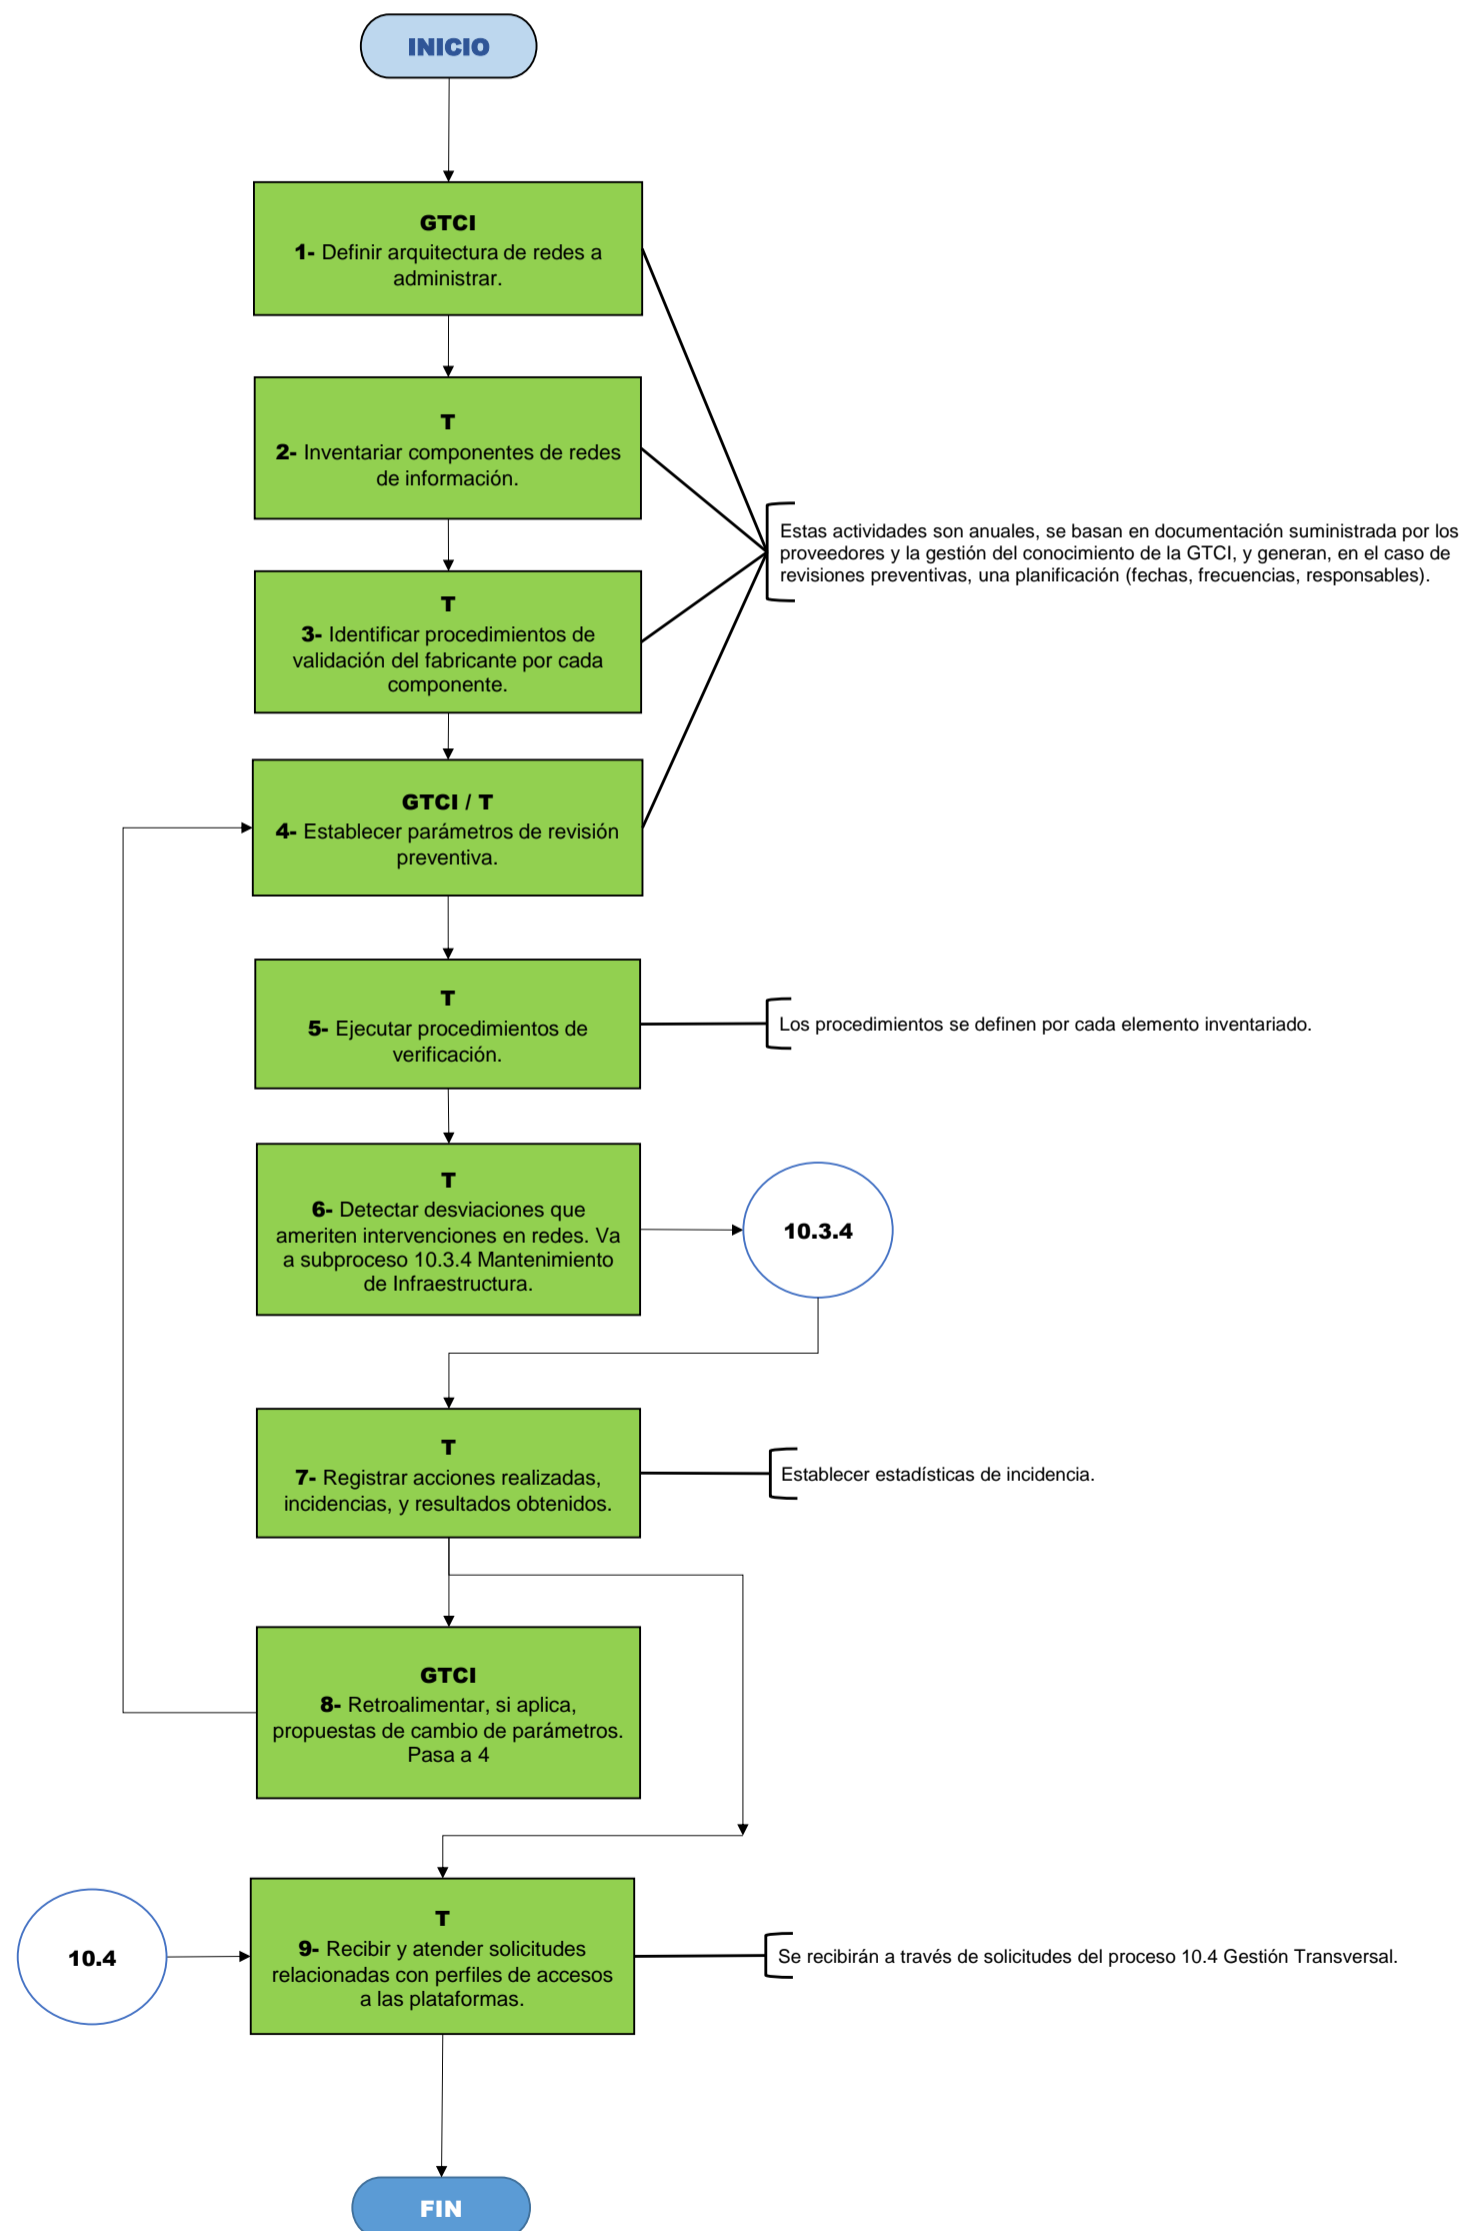 INICIO
GTCI
1- Definir arquitectura de redes a
administrar.
T
2- Inventariar componentes de redes
de información.
Estas actividades son anuales, se basan en documentación suministrada por los
proveedores y la gestión del conocimiento de la GTCI, y generan, en el caso de
revisiones preventivas, una planificación (fechas, frecuencias, responsables).
T
3- Identificar procedimientos de
validación del fabricante por cada
componente.
GTCI / T
4- Establecer parámetros de revisión
preventiva.
T
5- Ejecutar procedimientos de
verificación.
Los procedimientos se definen por cada elemento inventariado.
T
6- Detectar desviaciones que
ameriten intervenciones en redes. Va
a subproceso 10.3.4 Mantenimiento
de Infraestructura.
10.3.4
T
7- Registrar acciones realizadas,
incidencias, y resultados obtenidos.
Establecer estadísticas de incidencia.
GTCI
8- Retroalimentar, si aplica,
propuestas de cambio de parámetros.
Pasa a 4
10.4
T
9- Recibir y atender solicitudes
relacionadas con perfiles de accesos
a las plataformas.
Se recibirán a través de solicitudes del proceso 10.4 Gestión Transversal.
FIN